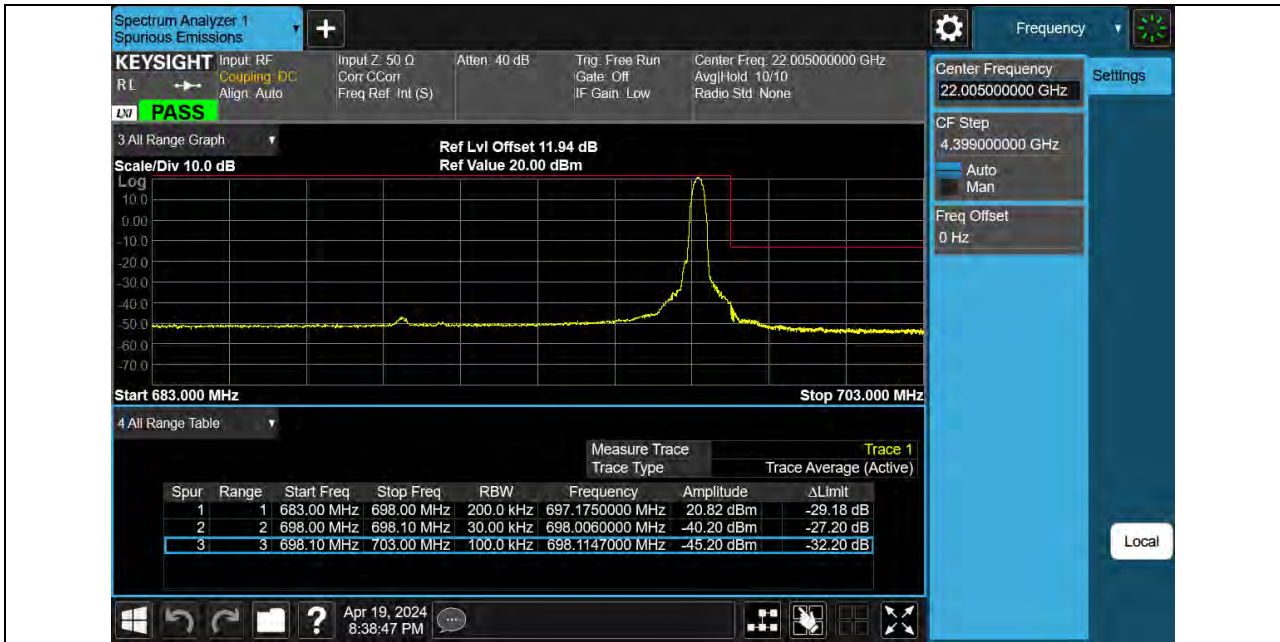 Spectrum Analyzer 1
Spurious Emissions
Frequency
KEYSIGHT
RL
LXI PASS
Input: RF
Coupling: DC
Align: Auto
Input Z: 50 Ω
Corr CCorr
Freq Ref: Int (S)
Atten: 40 dB
Trig: Free Run
Gate: Off
IF Gain: Low
Center Freq: 22.005000000 GHz
Avg|Hold: 10/10
Radio Std: None
Center Frequency
22.005000000 GHz
Settings
CF Step
4.399000000 GHz
Auto
Man
Freq Offset
0 Hz
3 All Range Graph
Scale/Div 10.0 dB
Ref Lvl Offset 11.94 dB
Ref Value 20.00 dBm
Log
10.0
0.00
-10.0
-20.0
-30.0
-40.0
-50.0
-60.0
-70.0
Start 683.000 MHz Stop 703.000 MHz
4 All Range Table
Measure Trace Trace 1
Trace Type Trace Average (Active)
Spur Range Start Freq Stop Freq RBW Frequency Amplitude ΔLimit
1 1 683.00 MHz 698.00 MHz 200.0 kHz 697.1750000 MHz 20.82 dBm -29.18 dB
2 2 698.00 MHz 698.10 MHz 30.00 kHz 698.0060000 MHz -40.20 dBm -27.20 dB
3 3 698.10 MHz 703.00 MHz 100.0 kHz 698.1147000 MHz -45.20 dBm -32.20 dB
Local
Apr 19, 2024
8:38:47 PM